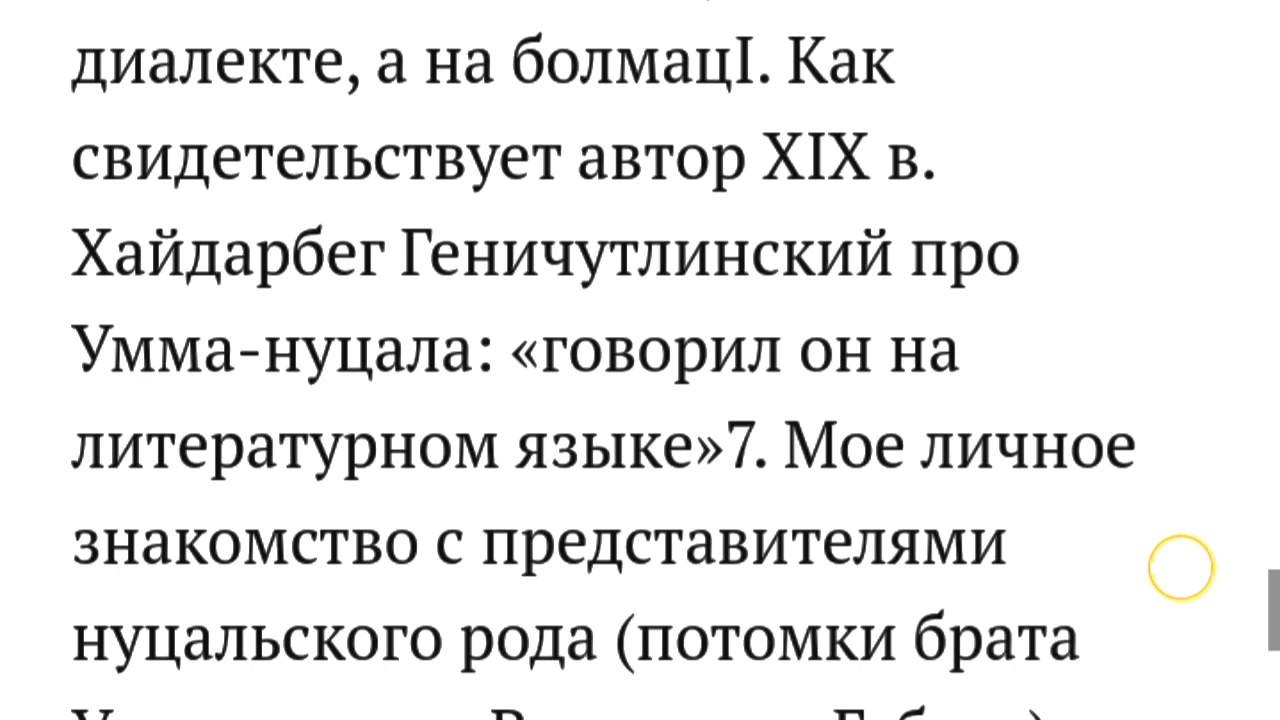 диалекте, а на болмацI. Как
свидетельствует автор XIX в.
Хайдарбег Геничутлинский про
Умма-нуцала: «говорил он на
литературном языке»7. Мое личное
знакомство с представителями
нуцальского рода (потомки брата